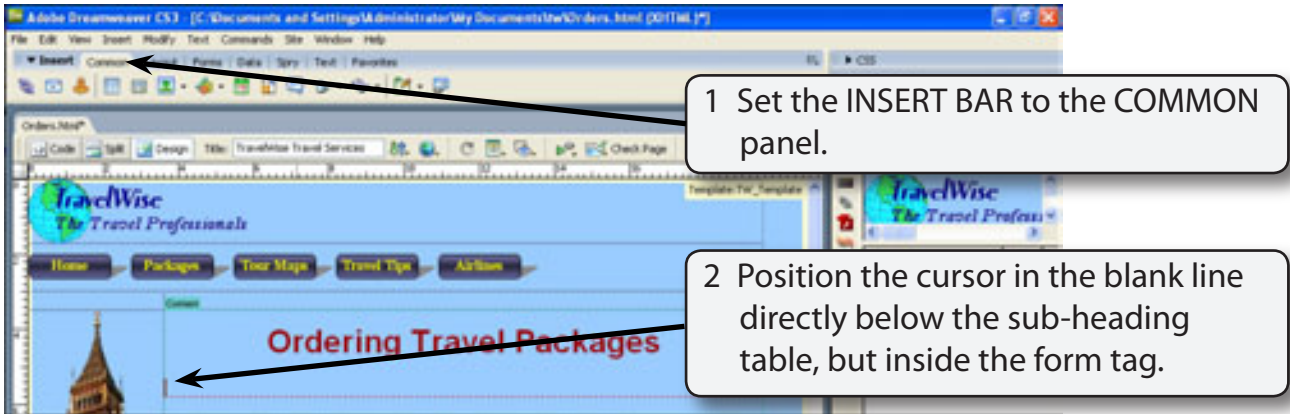 Adobe Dreamweaver CS3 - [C:\Documents and Settings\Administrator\My Documents\tw\Orders.html (XHTML)*]
File Edit View Insert Modify Text Commands Site Window Help
Insert Common Forms Data Spry Text Favorites
CSS
Orders.html*
Code Split Design Title: TravelWise Travel Services Check Page
Template:TW_Template
TravelWise
The Travel Professionals
TravelWise
The Travel Profess
Home Packages Tour Maps Travel Tips Airlines
Content
Ordering Travel Packages
1 Set the INSERT BAR to the COMMON
panel.
2 Position the cursor in the blank line
directly below the sub-heading
table, but inside the form tag.